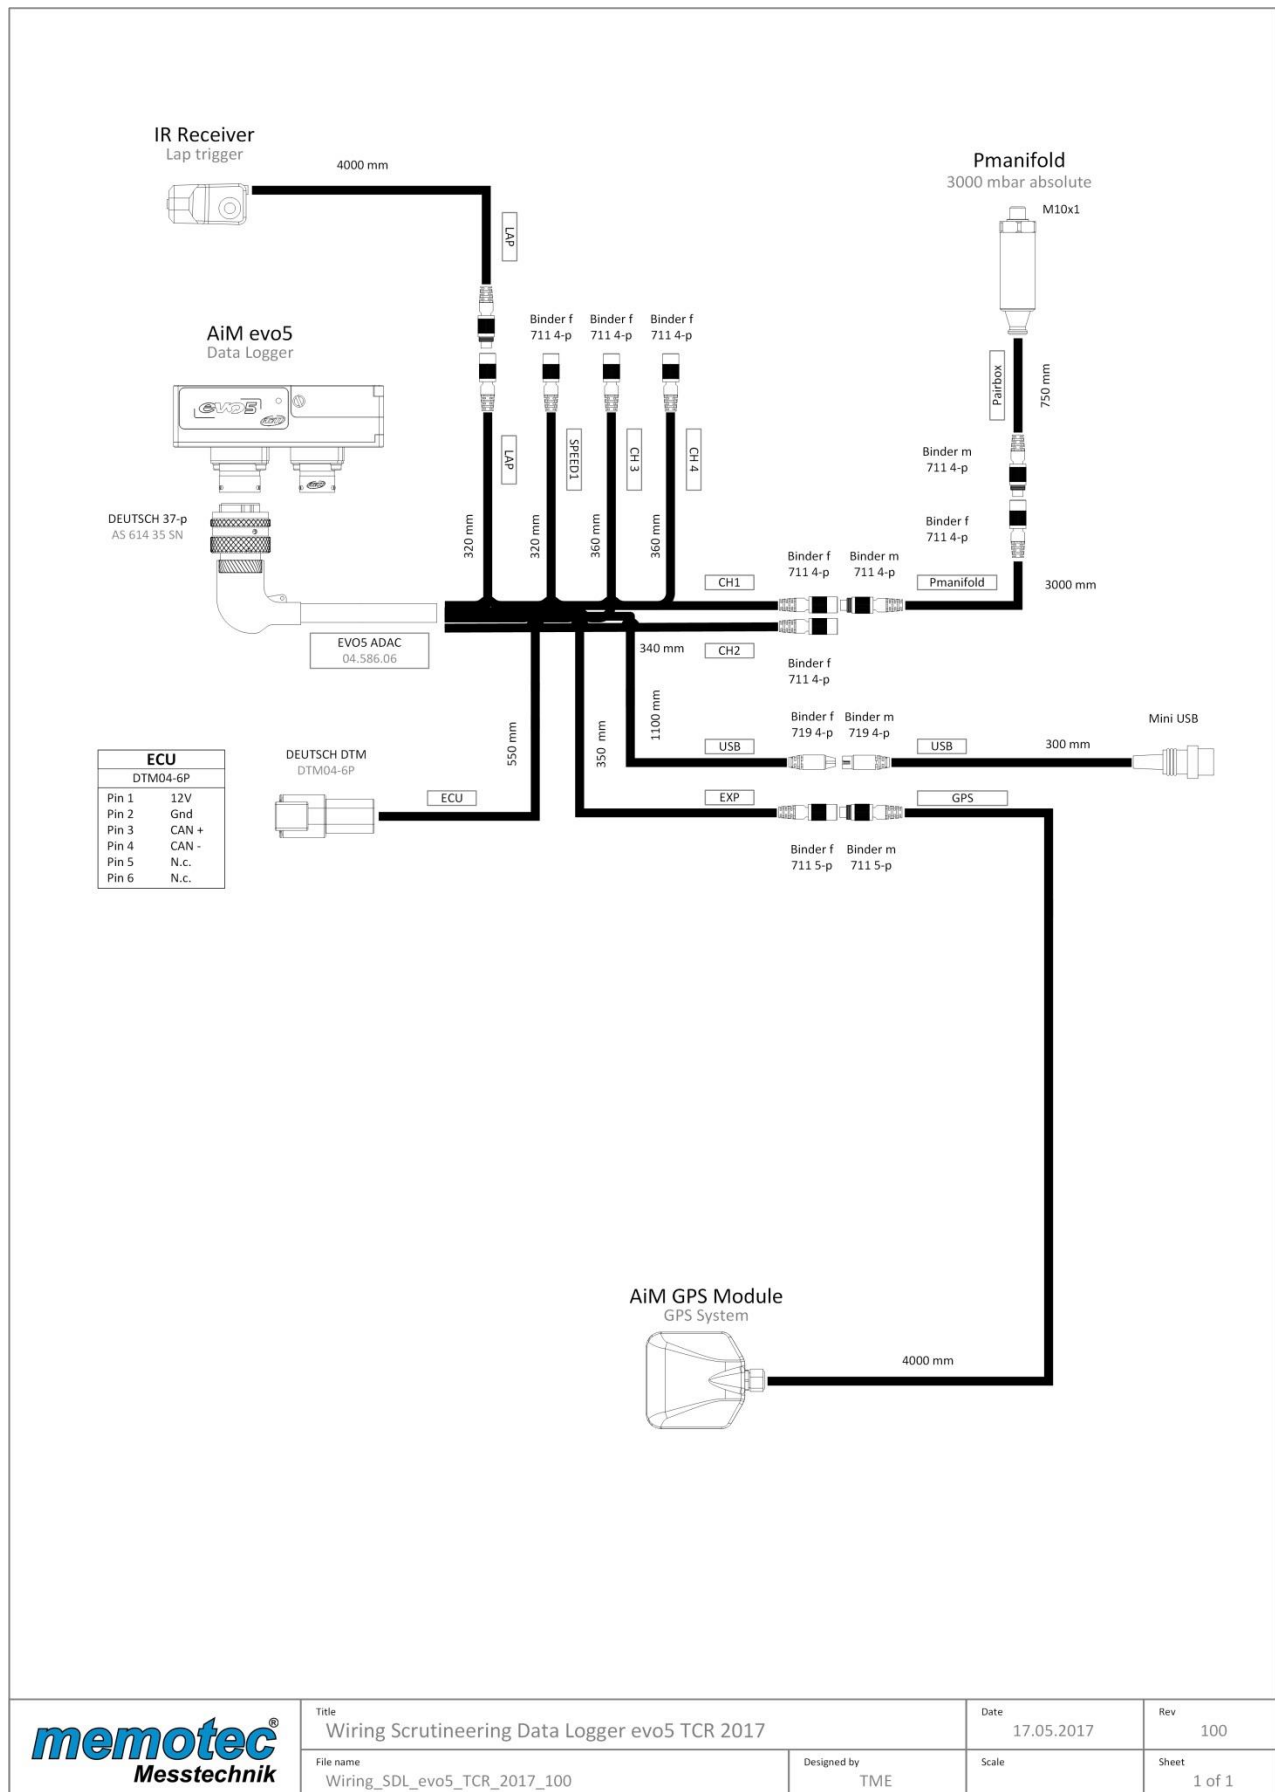 IR Receiver
Lap trigger
4000 mm
LAP
Pmanifold
3000 mbar absolute
M10x1
Pairbox
750 mm
AiM evo5
Data Logger
evo5
Binder f
711 4-p
Binder f
711 4-p
Binder f
711 4-p
LAP
SPEED1
CH 3
CH 4
320 mm
320 mm
360 mm
360 mm
Binder m
711 4-p
Binder f
711 4-p
DEUTSCH 37-p
AS 614 35 SN
EVO5 ADAC
04.586.06
CH1
Binder f
711 4-p
Binder m
711 4-p
Pmanifold
3000 mm
340 mm
CH2
Binder f
711 4-p
550 mm
350 mm
1100 mm
USB
Binder f
719 4-p
Binder m
719 4-p
USB
300 mm
Mini USB
DEUTSCH DTM
DTM04-6P
ECU
EXP
GPS
Binder f
711 5-p
Binder m
711 5-p
ECU
DTM04-6P
Pin 1 12V
Pin 2 Gnd
Pin 3 CAN +
Pin 4 CAN -
Pin 5 N.c.
Pin 6 N.c.
AiM GPS Module
GPS System
4000 mm
memotec®
Messtechnik
Title
Wiring Scrutineering Data Logger evo5 TCR 2017
Date
17.05.2017
Rev
100
File name
Wiring_SDL_evo5_TCR_2017_100
Designed by
TME
Scale
Sheet
1 of 1